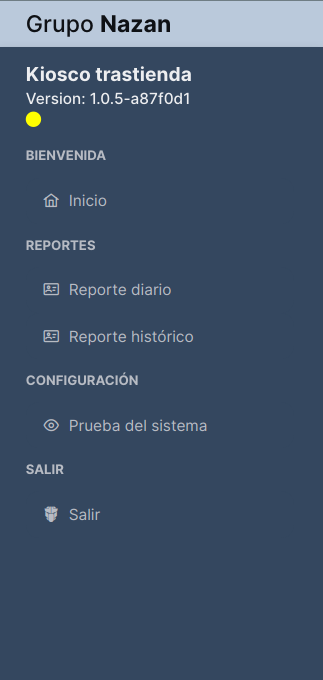 Grupo Nazan
Kiosco trastienda
Version: 1.0.5-a87f0d1
BIENVENIDA
Inicio
REPORTES
Reporte diario
Reporte histórico
CONFIGURACIÓN
Prueba del sistema
SALIR
Salir